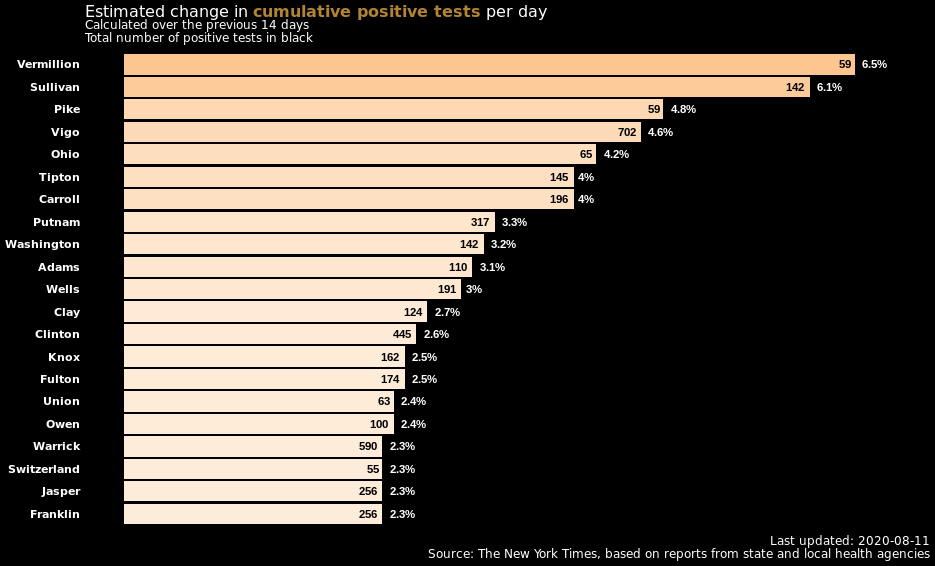 Estimated change in cumulative positive tests per day
Calculated over the previous 14 days
Total number of positive tests in black
Vermillion 59 6.5%
Sullivan 142 6.1%
Pike 59 4.8%
Vigo 702 4.6%
Ohio 65 4.2%
Tipton 145 4%
Carroll 196 4%
Putnam 317 3.3%
Washington 142 3.2%
Adams 110 3.1%
Wells 191 3%
Clay 124 2.7%
Clinton 445 2.6%
Knox 162 2.5%
Fulton 174 2.5%
Union 63 2.4%
Owen 100 2.4%
Warrick 590 2.3%
Switzerland 55 2.3%
Jasper 256 2.3%
Franklin 256 2.3%
Last updated: 2020-08-11
Source: The New York Times, based on reports from state and local health agencies